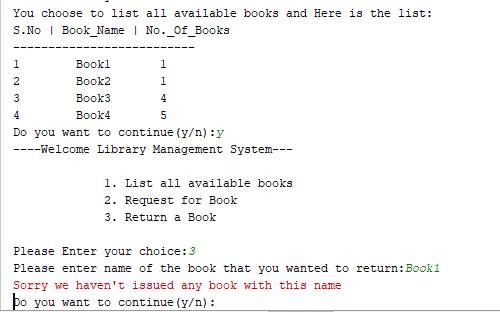 You choose to list all available books and Here is the list:
S.No | Book_Name | No._Of_Books
--------------------------
1 Book1 1
2 Book2 1
3 Book3 4
4 Book4 5
Do you want to continue(y/n):y
----Welcome Library Management System---
1. List all available books
2. Request for Book
3. Return a Book
Please Enter your choice:3
Please enter name of the book that you wanted to return:Book1
Sorry we haven't issued any book with this name
Do you want to continue(y/n):